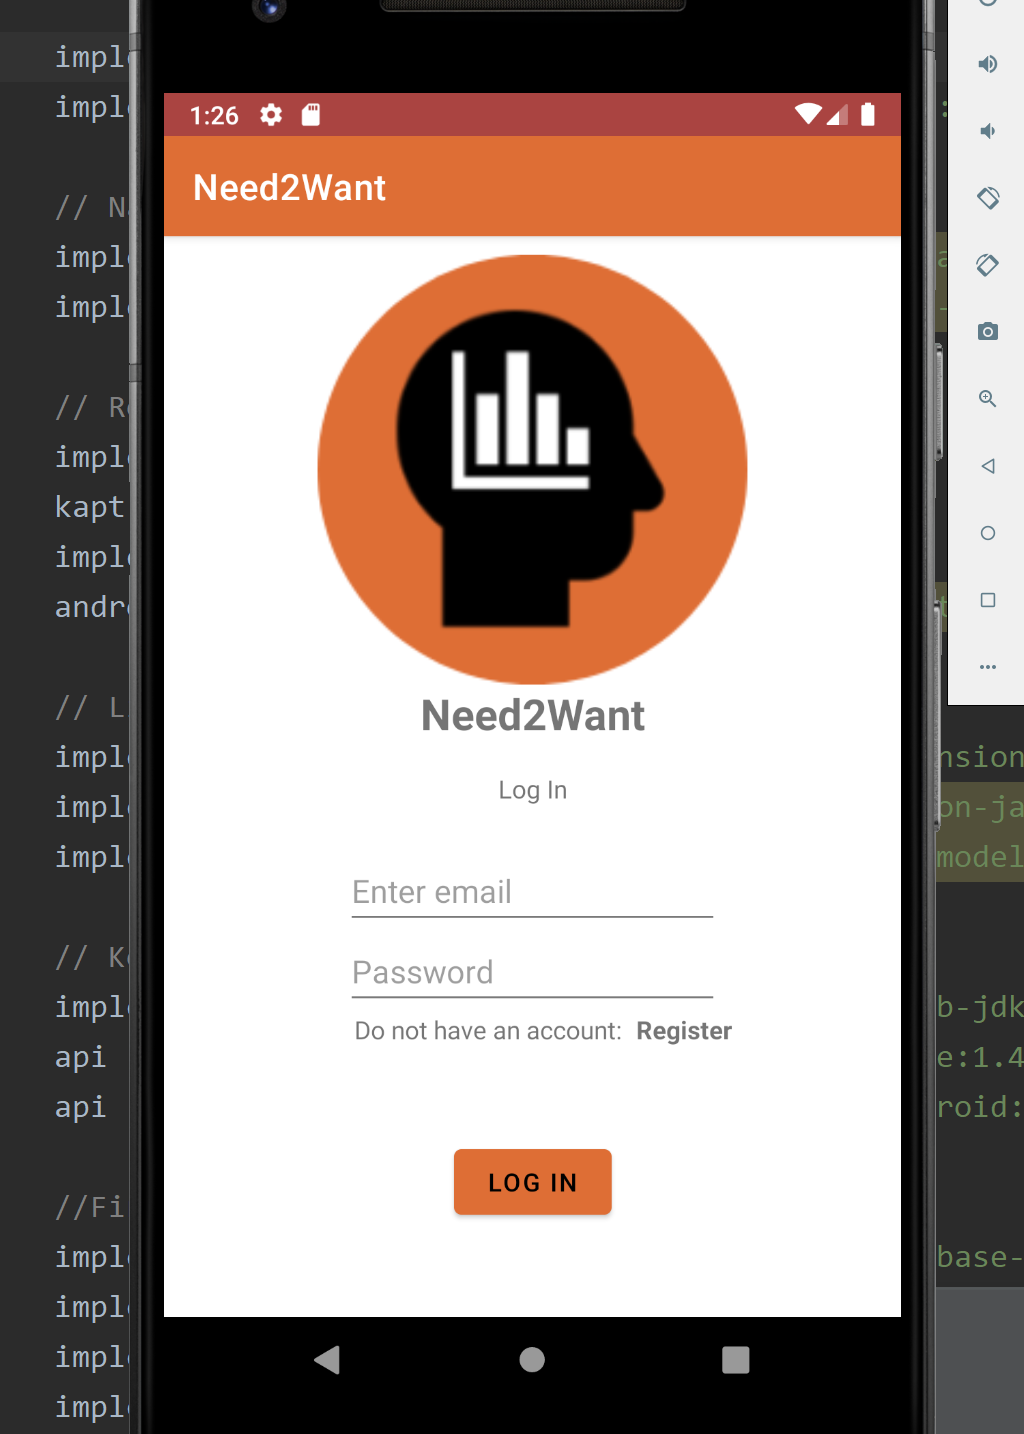 1:26
Need2Want
Need2Want
Log In
Enter email
Password
Do not have an account: Register
LOG IN
impl
impl :
// N
impl
impl -
// R
impl
kapt
impl
andr t
// L
impl nsion
impl on-ja
impl model
// K
impl b-jdk
api e:1.4
api roid:
//Fi
impl base-
impl
impl
impl